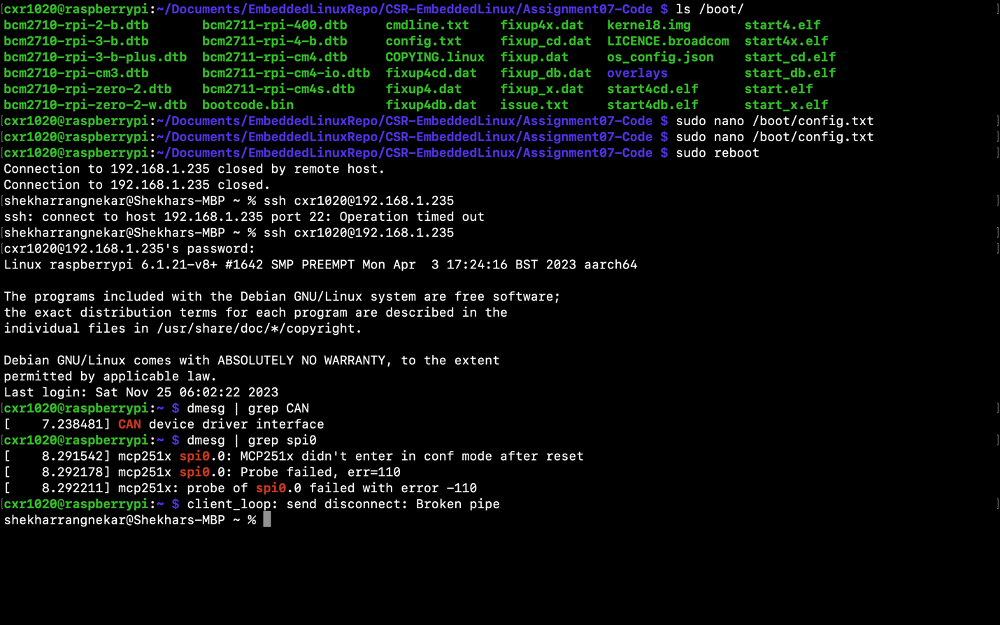 cxr1020@raspberrypi:~/Documents/EmbeddedLinuxRepo/CSR-EmbeddedLinux/Assignment07-Code $ ls /boot/
bcm2710-rpi-2-b.dtb bcm2711-rpi-400.dtb cmdline.txt fixup4x.dat kernel8.img start4.elf
bcm2710-rpi-3-b.dtb bcm2711-rpi-4-b.dtb config.txt fixup_cd.dat LICENCE.broadcom start4x.elf
bcm2710-rpi-3-b-plus.dtb bcm2711-rpi-cm4.dtb COPYING.linux fixup.dat os_config.json start_cd.elf
bcm2710-rpi-cm3.dtb bcm2711-rpi-cm4-io.dtb fixup4cd.dat fixup_db.dat overlays start_db.elf
bcm2710-rpi-zero-2.dtb bcm2711-rpi-cm4s.dtb fixup4.dat fixup_x.dat start4cd.elf start.elf
bcm2710-rpi-zero-2-w.dtb bootcode.bin fixup4db.dat issue.txt start4db.elf start_x.elf
cxr1020@raspberrypi:~/Documents/EmbeddedLinuxRepo/CSR-EmbeddedLinux/Assignment07-Code $ sudo nano /boot/config.txt
cxr1020@raspberrypi:~/Documents/EmbeddedLinuxRepo/CSR-EmbeddedLinux/Assignment07-Code $ sudo nano /boot/config.txt
cxr1020@raspberrypi:~/Documents/EmbeddedLinuxRepo/CSR-EmbeddedLinux/Assignment07-Code $ sudo reboot
Connection to 192.168.1.235 closed by remote host.
Connection to 192.168.1.235 closed.
shekharrangnekar@Shekhars-MBP ~ % ssh cxr1020@192.168.1.235
ssh: connect to host 192.168.1.235 port 22: Operation timed out
shekharrangnekar@Shekhars-MBP ~ % ssh cxr1020@192.168.1.235
cxr1020@192.168.1.235's password:
Linux raspberrypi 6.1.21-v8+ #1642 SMP PREEMPT Mon Apr  3 17:24:16 BST 2023 aarch64

The programs included with the Debian GNU/Linux system are free software;
the exact distribution terms for each program are described in the
individual files in /usr/share/doc/*/copyright.

Debian GNU/Linux comes with ABSOLUTELY NO WARRANTY, to the extent
permitted by applicable law.
Last login: Sat Nov 25 06:02:22 2023
cxr1020@raspberrypi:~ $ dmesg | grep CAN
[    7.238481] CAN device driver interface
cxr1020@raspberrypi:~ $ dmesg | grep spi0
[    8.291542] mcp251x spi0.0: MCP251x didn't enter in conf mode after reset
[    8.292178] mcp251x spi0.0: Probe failed, err=110
[    8.292211] mcp251x: probe of spi0.0 failed with error -110
cxr1020@raspberrypi:~ $ client_loop: send disconnect: Broken pipe
shekharrangnekar@Shekhars-MBP ~ %